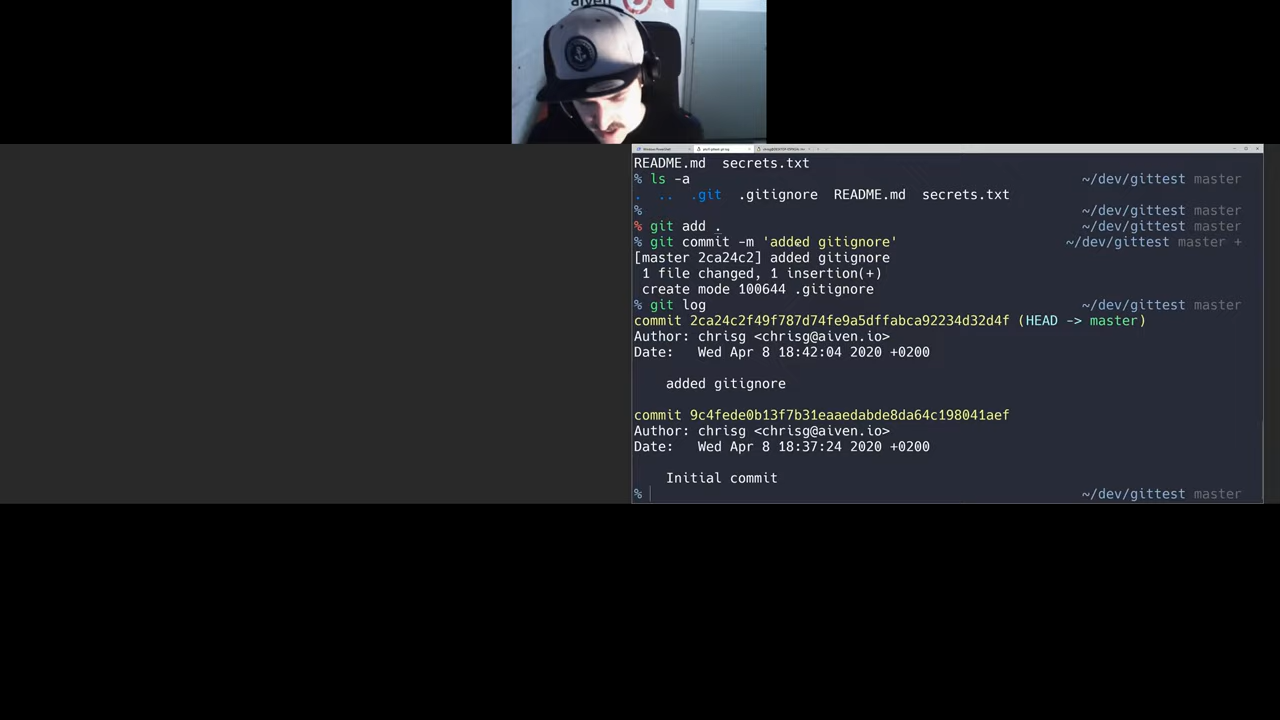 aiven
README.md  secrets.txt
% ls -a ~/dev/gittest master
.  ..  .git  .gitignore  README.md  secrets.txt
% ~/dev/gittest master
% git add . ~/dev/gittest master
% git commit -m 'added gitignore' ~/dev/gittest master +
[master 2ca24c2] added gitignore
1 file changed, 1 insertion(+)
create mode 100644 .gitignore
% git log ~/dev/gittest master
commit 2ca24c2f49f787d74fe9a5dffabca92234d32d4f (HEAD -> master)
Author: chrisg <chrisg@aiven.io>
Date:   Wed Apr 8 18:42:04 2020 +0200
added gitignore
commit 9c4fede0b13f7b31eaaedabde8da64c198041aef
Author: chrisg <chrisg@aiven.io>
Date:   Wed Apr 8 18:37:24 2020 +0200
Initial commit
% ~/dev/gittest master